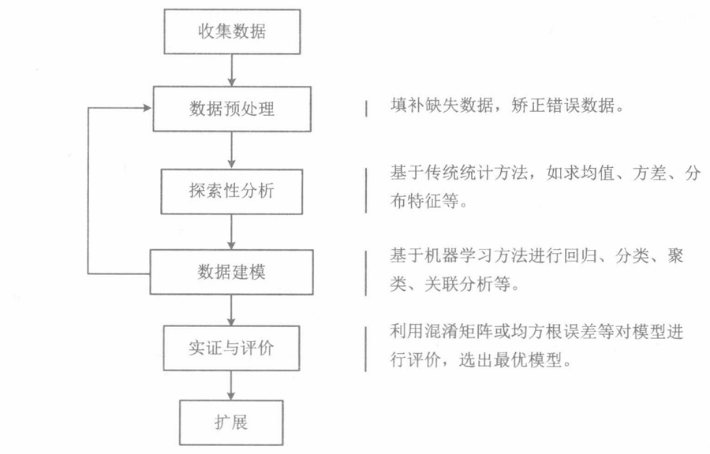 收集数据
数据预处理
填补缺失数据，矫正错误数据。
探索性分析
基于传统统计方法，如求均值、方差、分
布特征等。
数据建模
基于机器学习方法进行回归、分类、聚
类、关联分析等。
实证与评价
利用混淆矩阵或均方根误差等对模型进
行评价，选出最优模型。
扩展